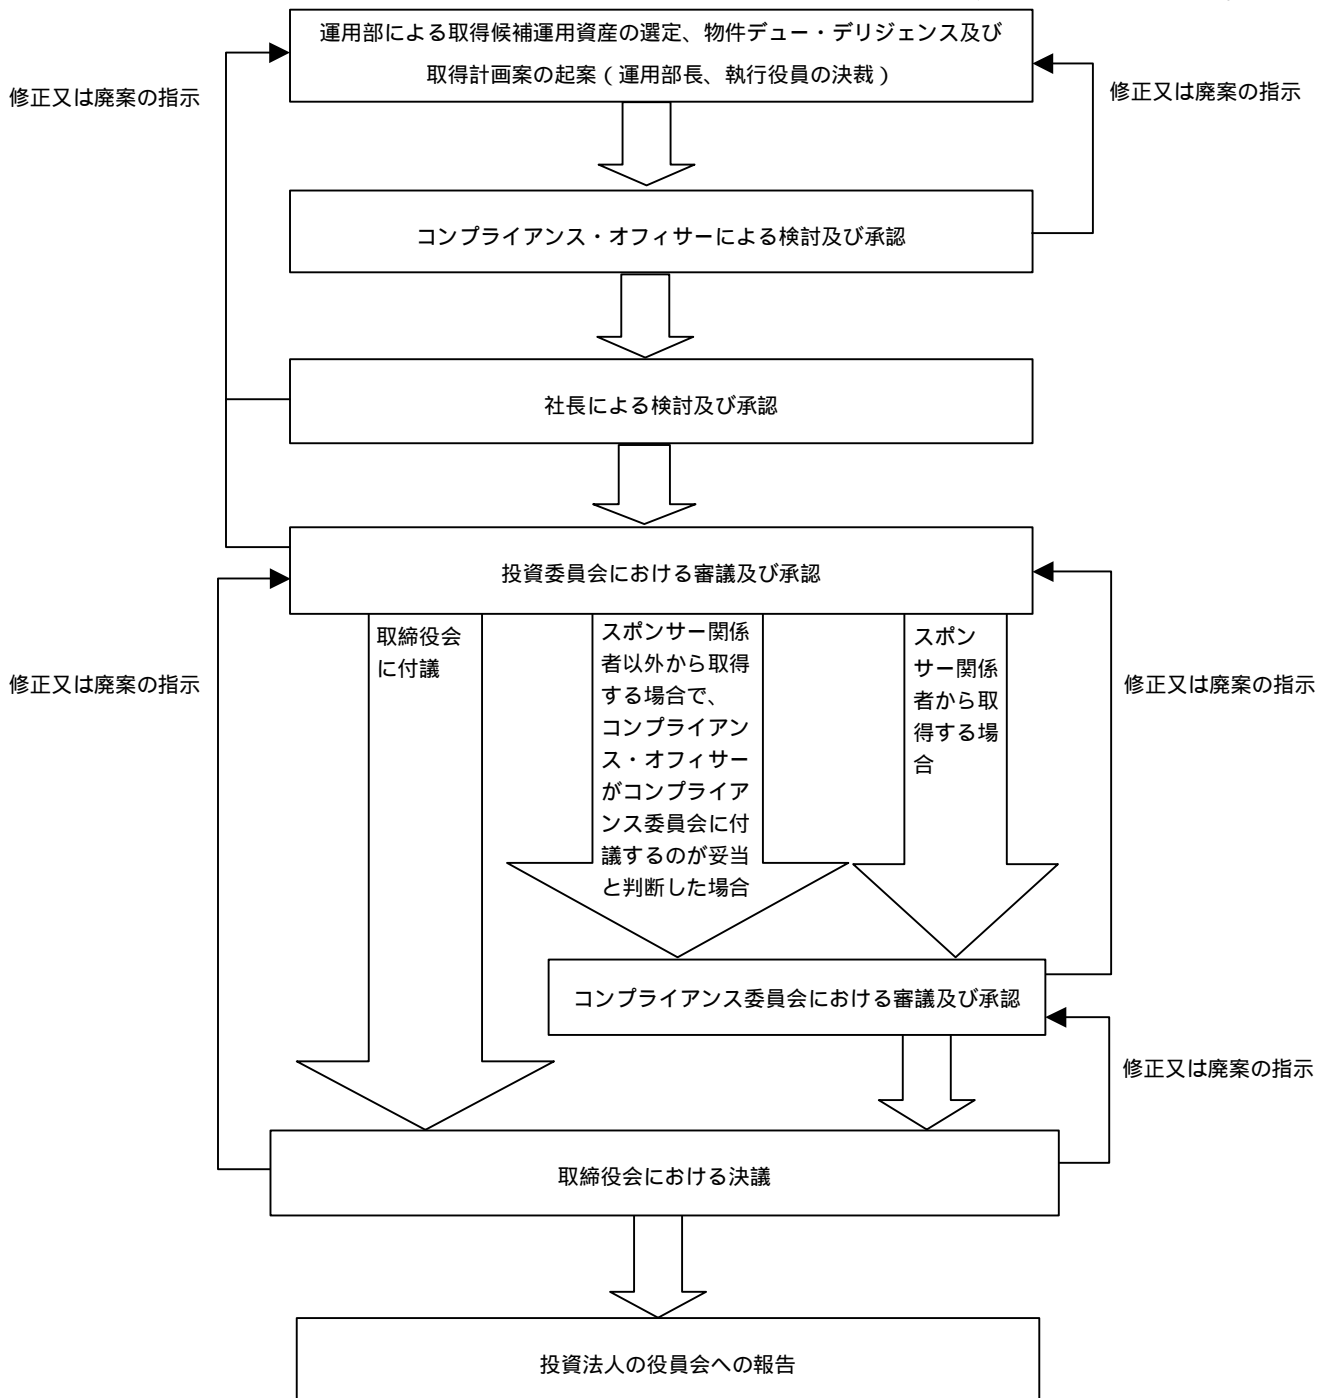 運用部による取得候補運用資産の選定、物件デュー・デリジェンス及び
取得計画案の起案（運用部長、執行役員の決裁）
修正又は廃案の指示
修正又は廃案の指示
コンプライアンス・オフィサーによる検討及び承認
社長による検討及び承認
投資委員会における審議及び承認
取締役会
に付議
スポンサー関係
者以外から取得
する場合で、
コンプライアン
ス・オフィサー
がコンプライア
ンス委員会に付
議するのが妥当
と判断した場合
スポン
サー関係
者から取
得する場
合
修正又は廃案の指示
修正又は廃案の指示
コンプライアンス委員会における審議及び承認
修正又は廃案の指示
取締役会における決議
投資法人の役員会への報告